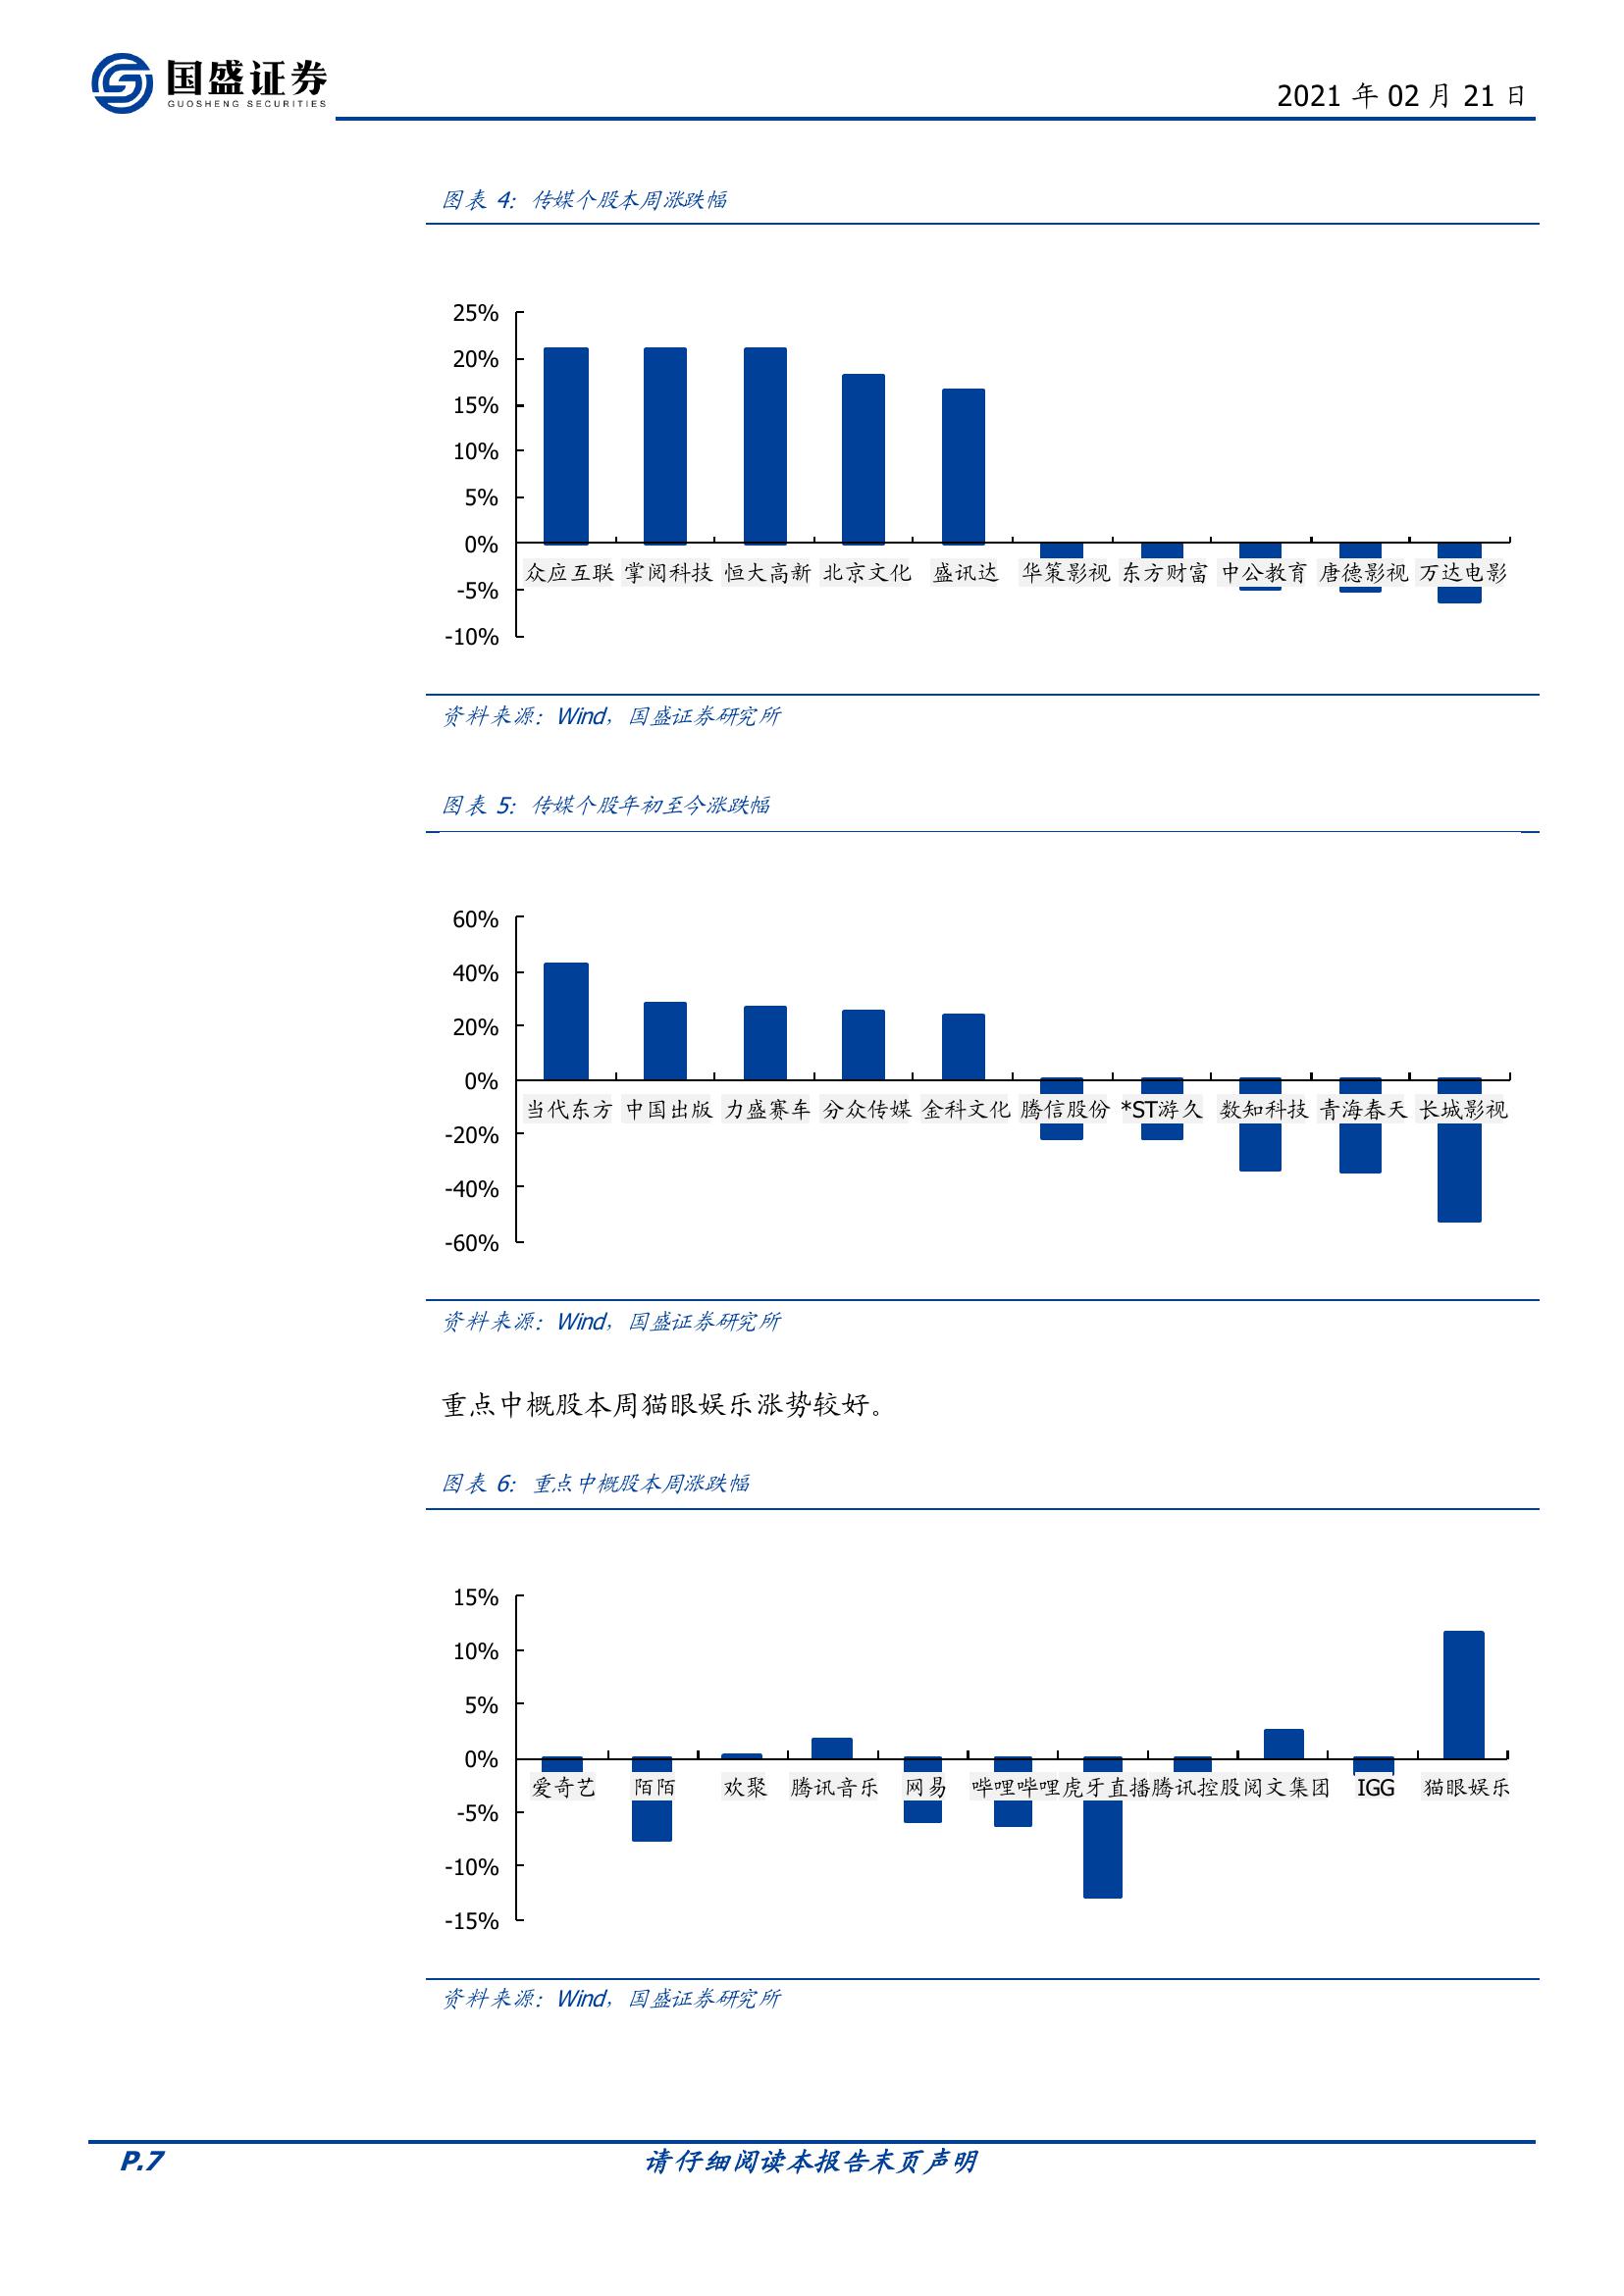 国盛证券
GUOSHENG SECURITIES
2021 年 02 月 21 日
图表 4: 传媒个股本周涨跌幅
25%
20%
15%
10%
5%
0%
-5%
-10%
众应互联 掌阅科技 恒大高新 北京文化 盛讯达 华策影视 东方财富 中公教育 唐德影视 万达电影
资料来源：Wind，国盛证券研究所
图表 5: 传媒个股年初至今涨跌幅
60%
40%
20%
0%
-20%
-40%
-60%
当代东方 中国出版 力盛赛车 分众传媒 金科文化 腾信股份 *ST游久 数知科技 青海春天 长城影视
资料来源：Wind，国盛证券研究所
重点中概股本周猫眼娱乐涨势较好。
图表 6: 重点中概股本周涨跌幅
15%
10%
5%
0%
-5%
-10%
-15%
爱奇艺 陌陌 欢聚 腾讯音乐 网易 哔哩哔哩 虎牙直播 腾讯控股 阅文集团 IGG 猫眼娱乐
资料来源：Wind，国盛证券研究所
P.7 请仔细阅读本报告末页声明